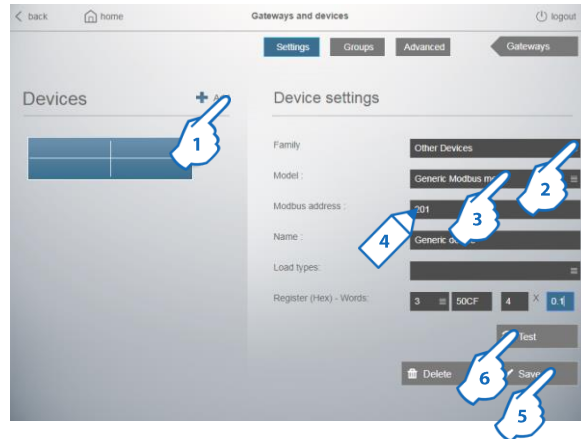 back
home
Gateways and devices
logout
Settings
Groups
Advanced
Gateways
Devices
Device settings
1
Family
Other Devices
2
Model :
Generic Modbus
3
Modbus address :
201
4
Name :
Generic
Load types:
Register (Hex) - Words:
3
50CF
4
X
0.1
Test
6
Delete
Save
5